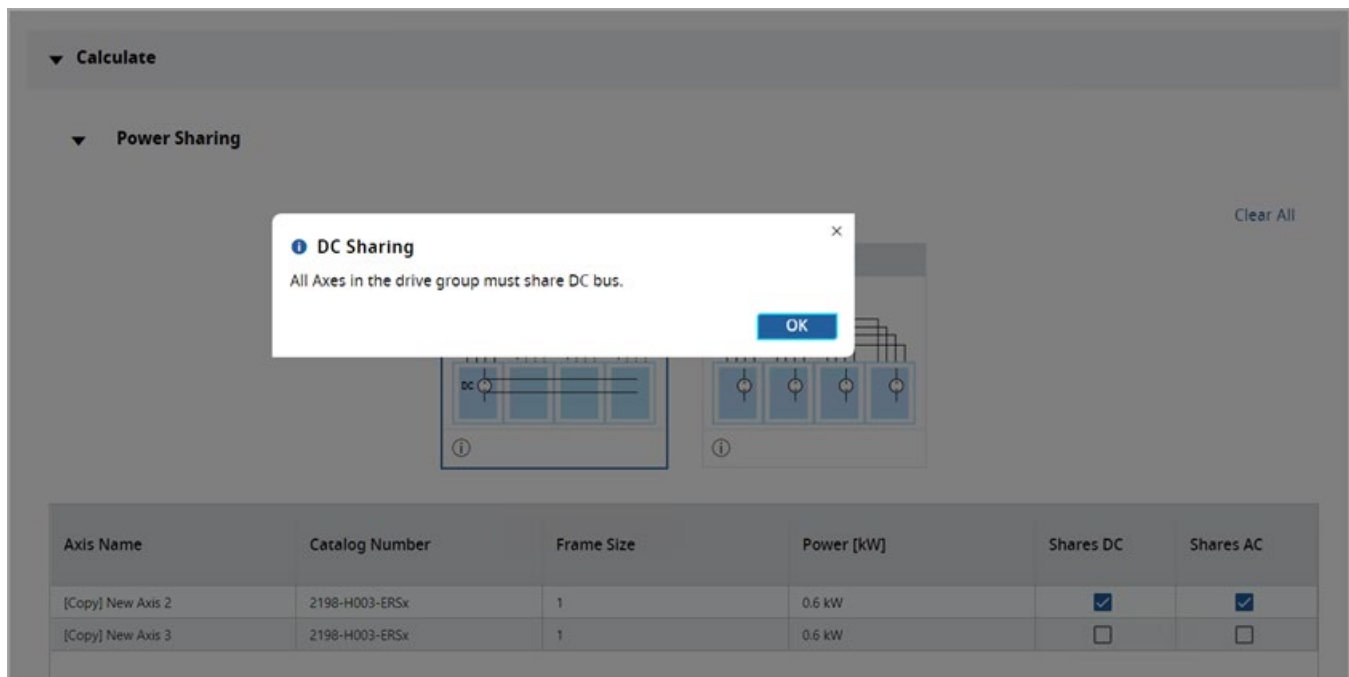 Calculate
Power Sharing
Clear All
DC Sharing
All Axes in the drive group must share DC bus.
OK
DC
Axis Name Catalog Number Frame Size Power [kW] Shares DC Shares AC
[Copy] New Axis 2 2198-H003-ERSx 1 0.6 kW
[Copy] New Axis 3 2198-H003-ERSx 1 0.6 kW